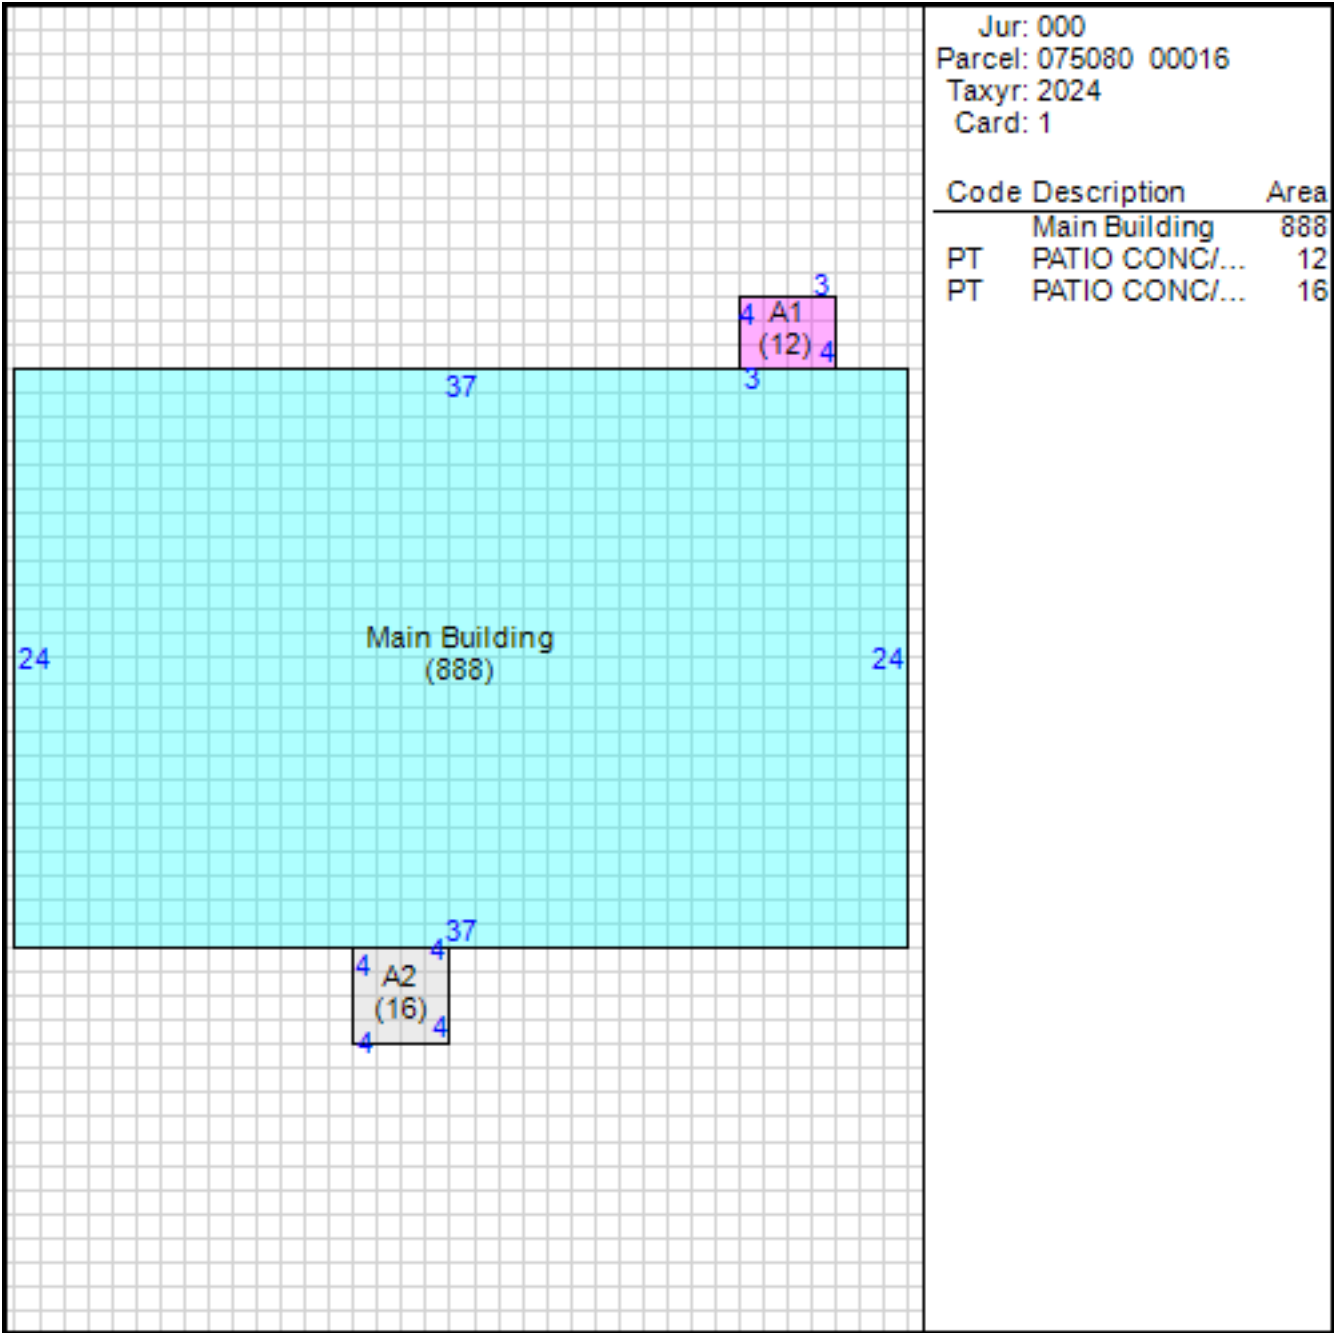 Jur: 000
Parcel: 075080 00016
Taxyr: 2024
Card: 1
Code Description Area
Main Building 888
PT PATIO CONC/... 12
PT PATIO CONC/... 16
3
4 A1
(12) 4
3
37
Main Building
24 24
(888)
37
4
4 A2
(16)
4
4